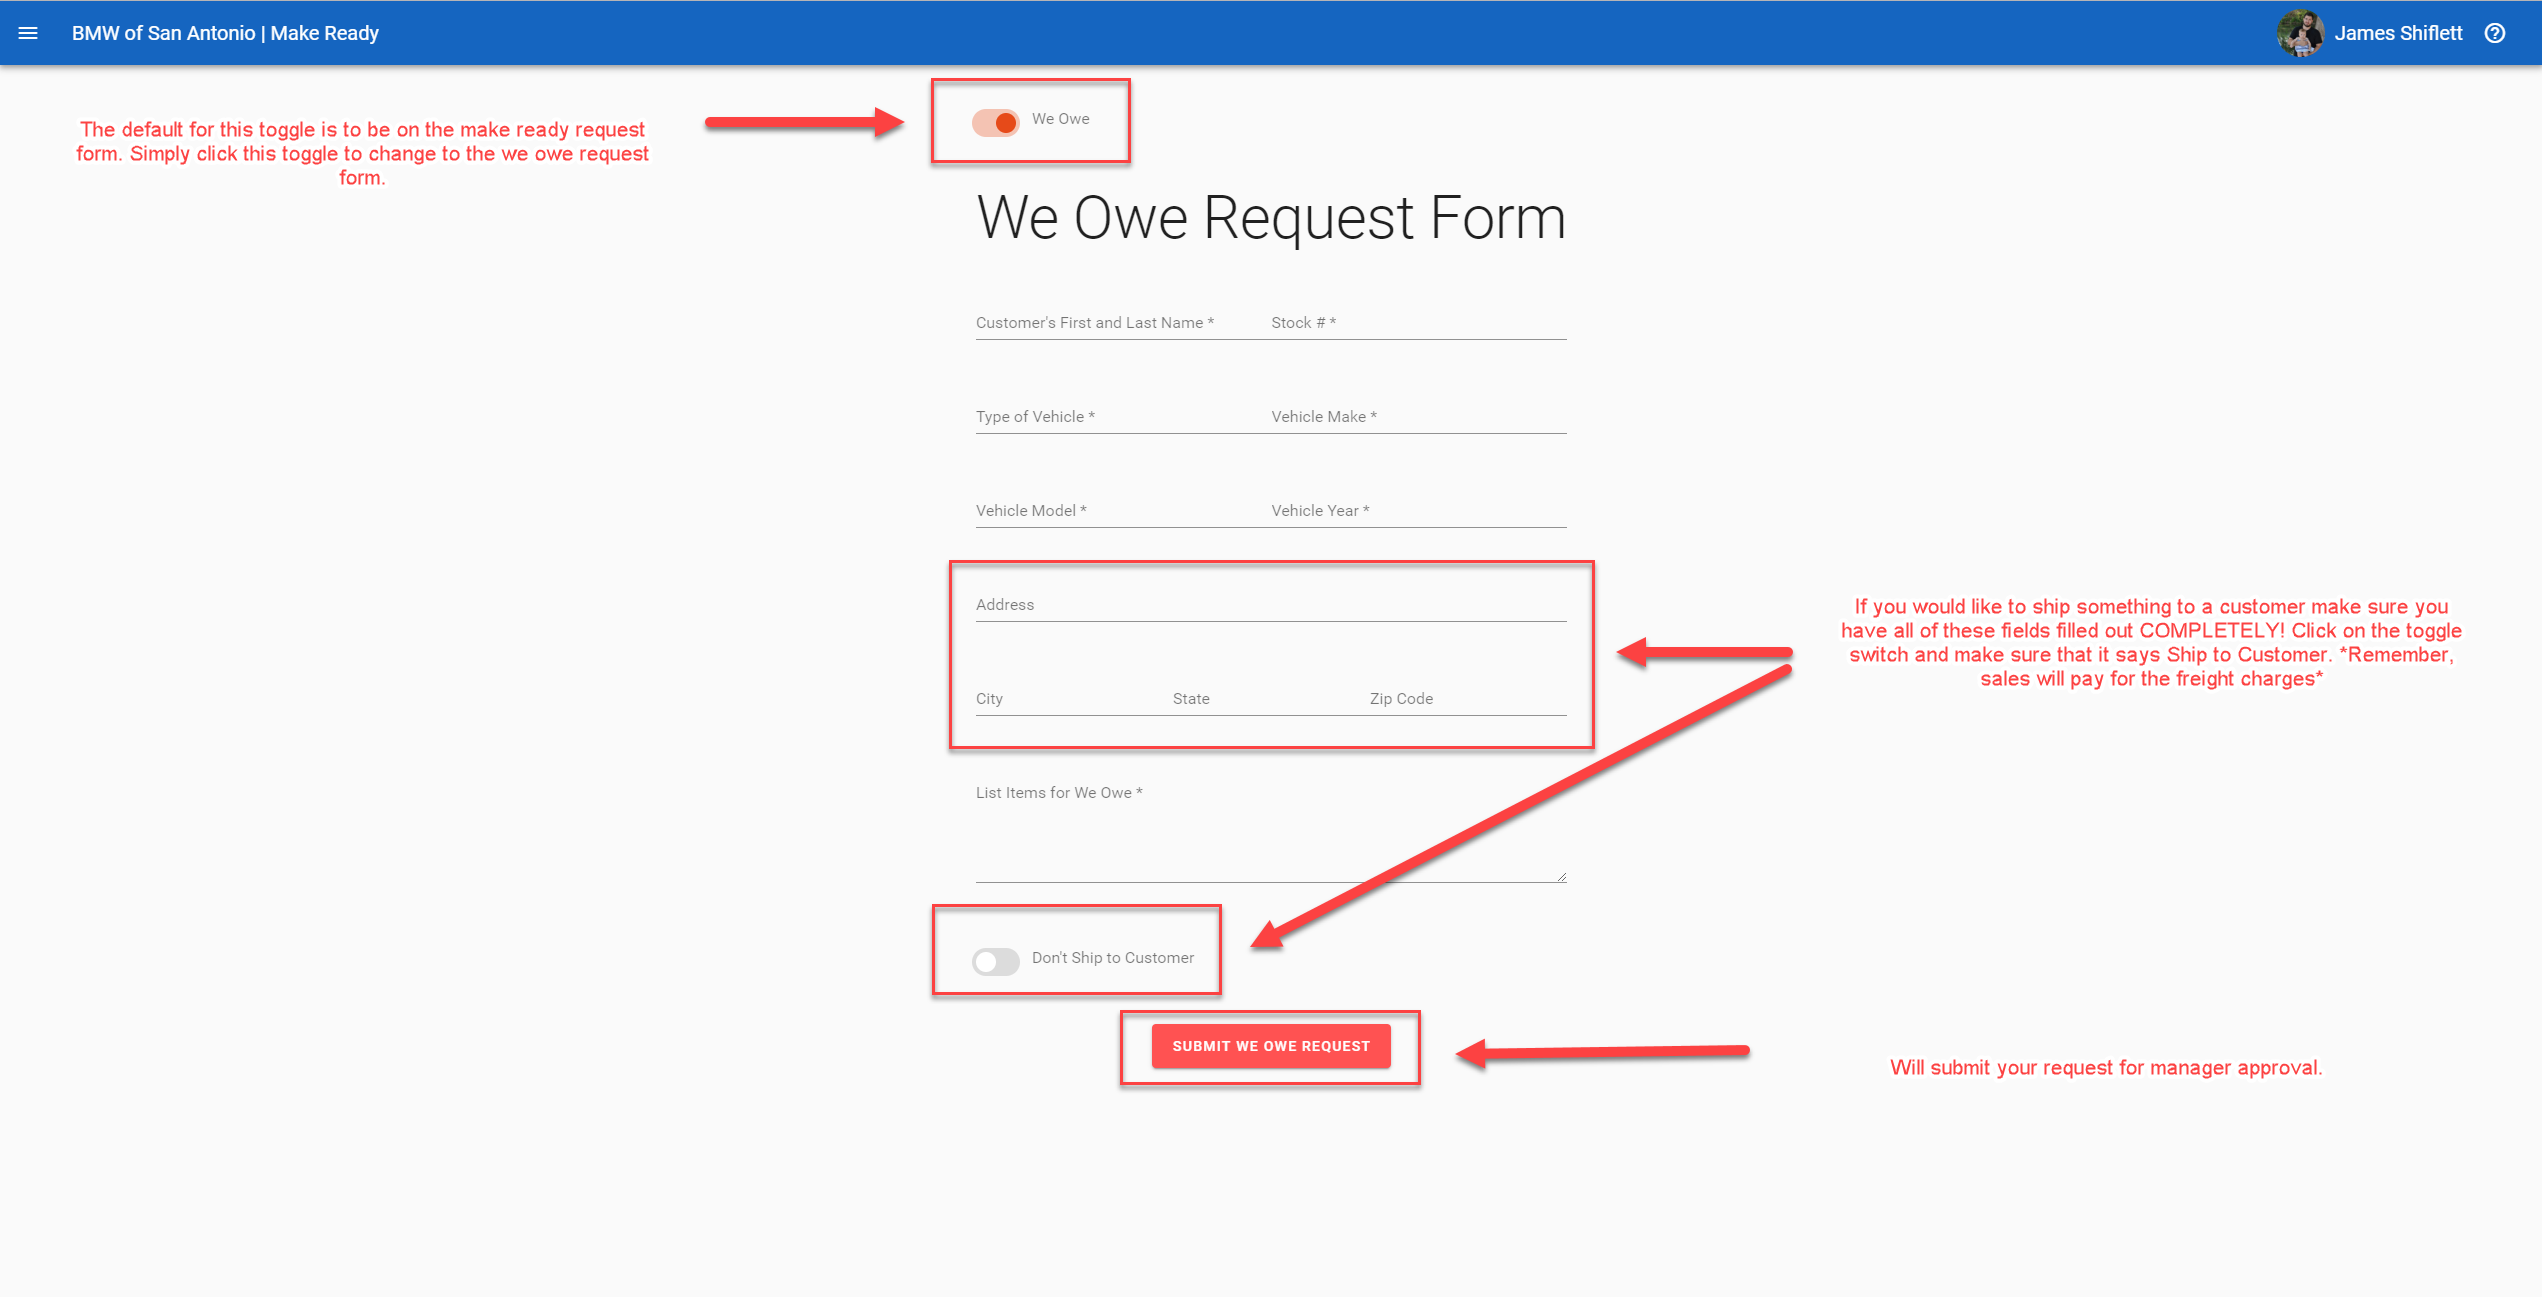 BMW of San Antonio | Make Ready
James Shiflett
The default for this toggle is to be on the make ready request
form. Simply click this toggle to change to the we owe request
form.
We Owe
We Owe Request Form
Customer's First and Last Name *
Stock # *
Type of Vehicle *
Vehicle Make *
Vehicle Model *
Vehicle Year *
Address
City
State
Zip Code
If you would like to ship something to a customer make sure you
have all of these fields filled out COMPLETELY! Click on the toggle
switch and make sure that it says Ship to Customer. *Remember,
sales will pay for the freight charges*
List Items for We Owe *
Don't Ship to Customer
SUBMIT WE OWE REQUEST
Will submit your request for manager approval.